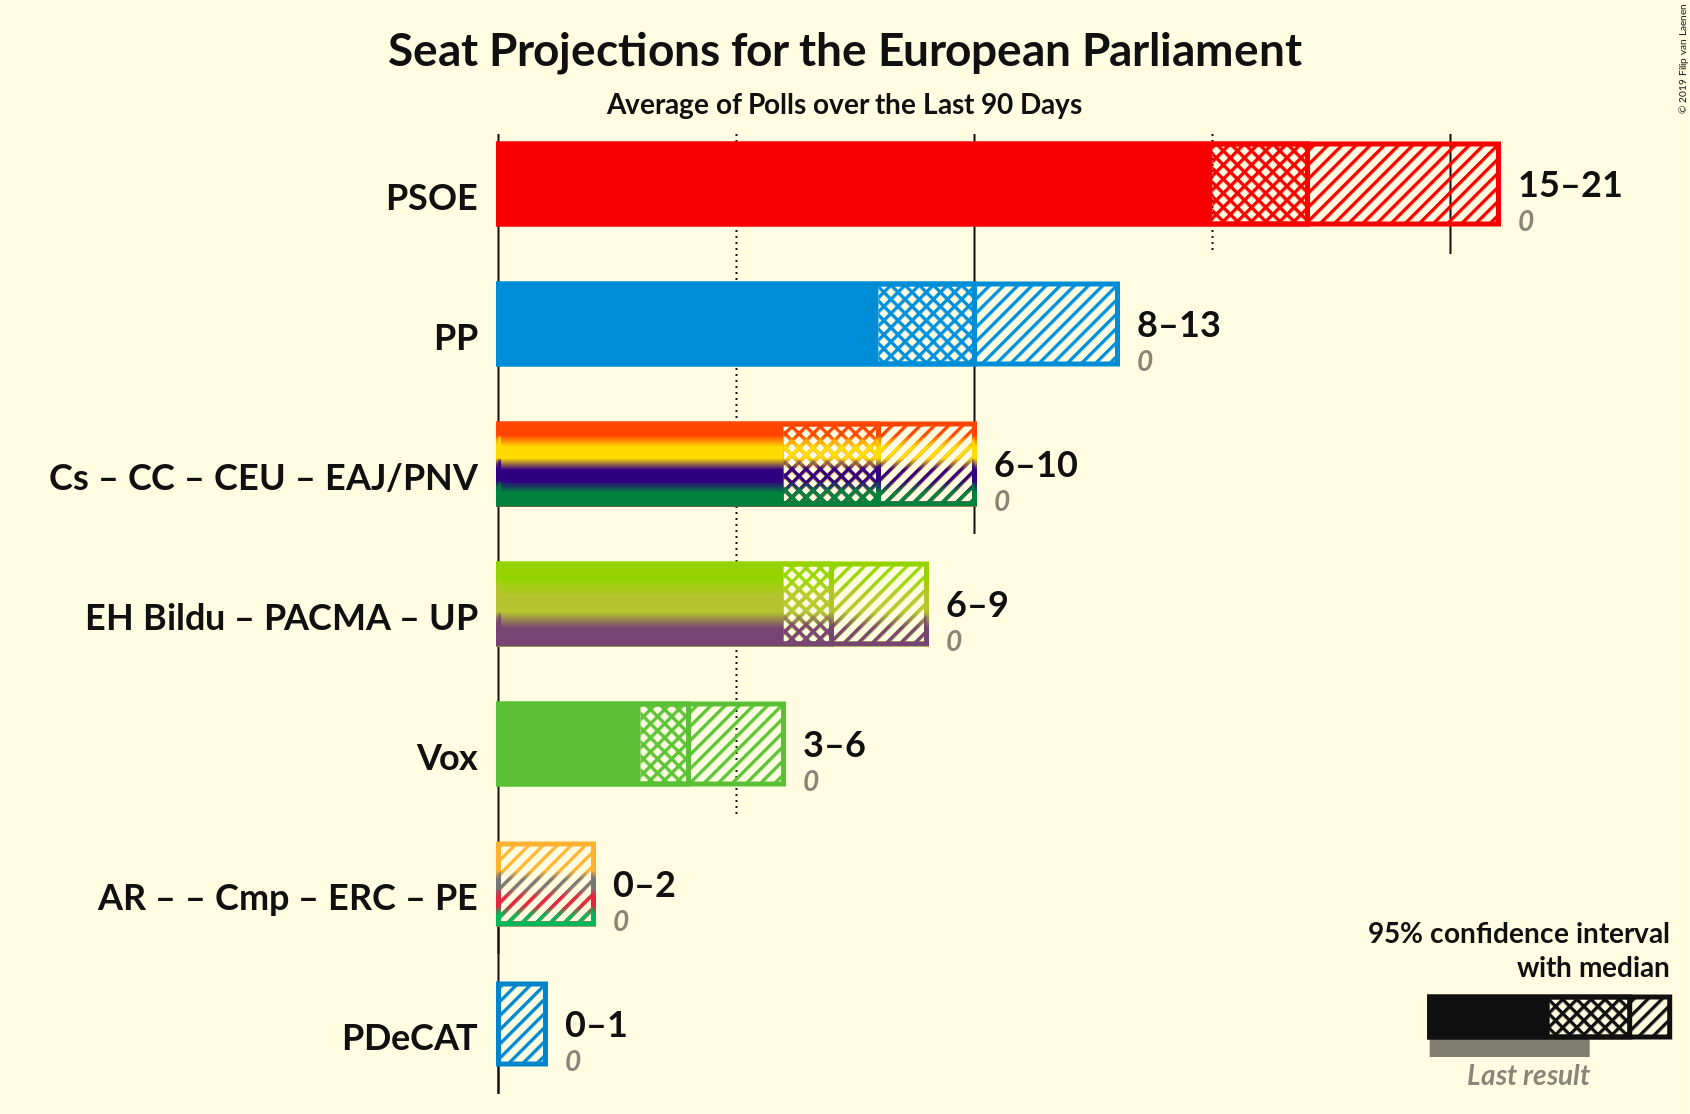 Seat Projections for the European Parliament
Average of Polls over the Last 90 Days
© 2019 Filip van Laenen
PSOE
15–21
0
PP
8–13
0
Cs – CC – CEU – EAJ/PNV
6–10
0
EH Bildu – PACMA – UP
6–9
0
Vox
3–6
0
AR – – Cmp – ERC – PE
0–2
0
PDeCAT
0–1
0
95% confidence interval
with median
Last result